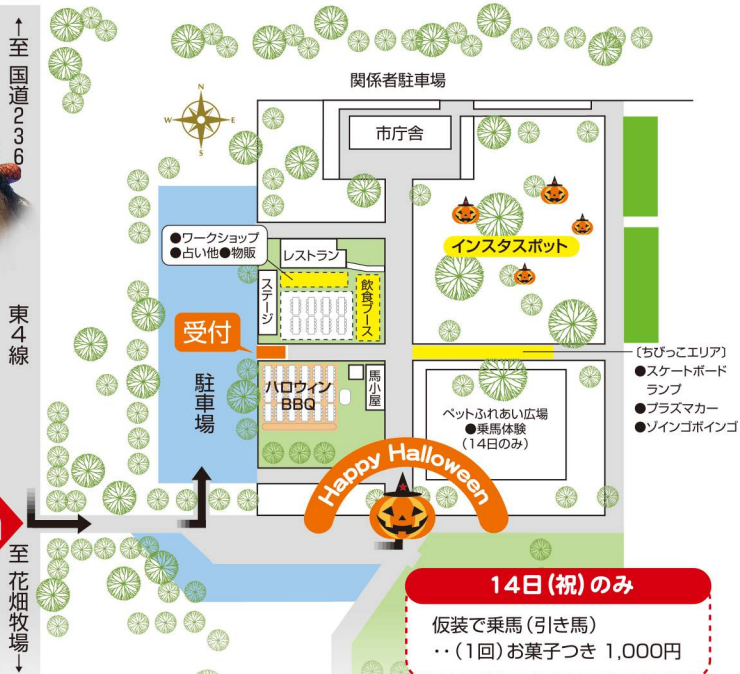 ↑至 国道236
東4線
至 花畑牧場↓
関係者駐車場
N
W
E
S
市庁舎
●ワークショップ
●占い他●物販
レストラン
ステージ
飲食ブース
インスタスポット
受付
駐車場
ハロウィン
BBQ
馬小屋
ペットふれあい広場
●乗馬体験
(14日のみ)
〔ちびっこエリア〕
●スケートボード
ランプ
●プラズマカー
●ゾインゴボインゴ
Happy Halloween
14日(祝)のみ
仮装で乗馬(引き馬)
‥(1回)お菓子つき 1,000円